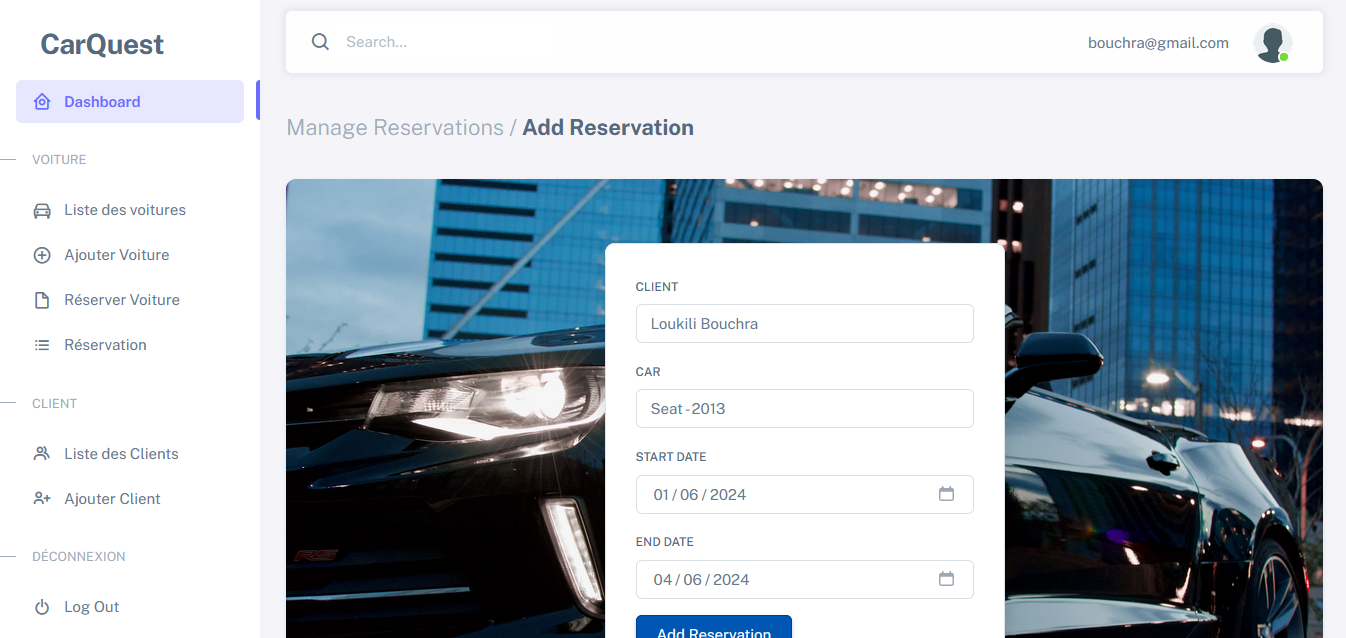 CarQuest
Search...
bouchra@gmail.com
Dashboard
Manage Reservations / Add Reservation
VOITURE
Liste des voitures
Ajouter Voiture
Réserver Voiture
Réservation
CLIENT
Liste des Clients
Ajouter Client
DÉCONNEXION
Log Out
CLIENT
Loukili Bouchra
CAR
Seat - 2013
START DATE
01 / 06 / 2024
END DATE
04 / 06 / 2024
Add Reservation
RS